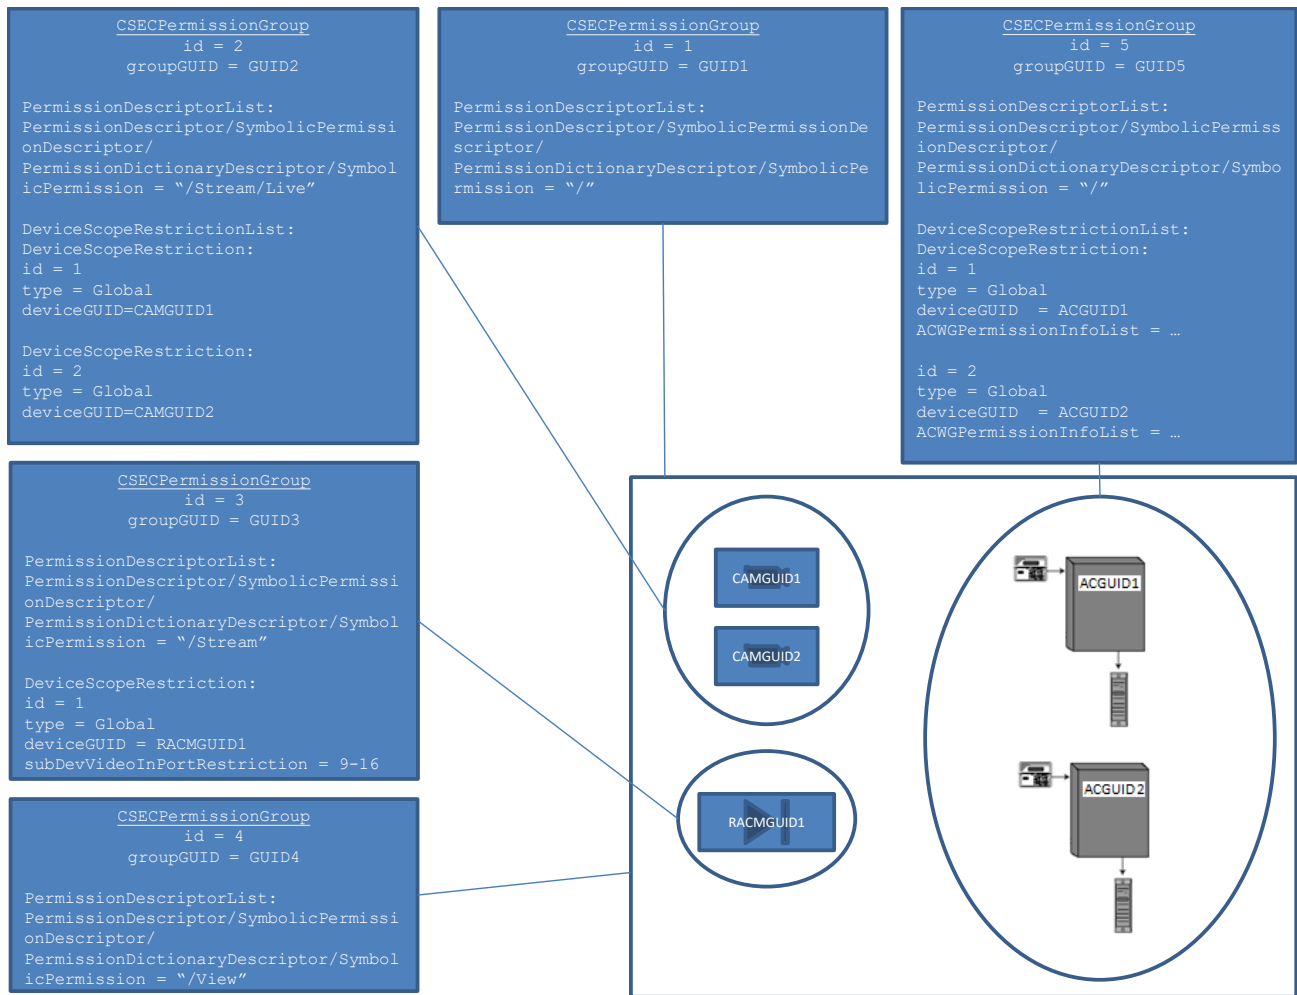 CSECPermissionGroup
id = 2
groupGUID = GUID2
PermissionDescriptorList:
PermissionDescriptor/SymbolicPermissi
onDescriptor/
PermissionDictionaryDescriptor/Symbol
icPermission = “/Stream/Live”
DeviceScopeRestrictionList:
DeviceScopeRestriction:
id = 1
type = Global
deviceGUID=CAMGUID1
DeviceScopeRestriction:
id = 2
type = Global
deviceGUID=CAMGUID2
CSECPermissionGroup
id = 1
groupGUID = GUID1
PermissionDescriptorList:
PermissionDescriptor/SymbolicPermissionDe
scriptor/
PermissionDictionaryDescriptor/SymbolicPe
rmission = “/”
CSECPermissionGroup
id = 5
groupGUID = GUID5
PermissionDescriptorList:
PermissionDescriptor/SymbolicPermiss
ionDescriptor/
PermissionDictionaryDescriptor/Symbo
licPermission = “/”
DeviceScopeRestrictionList:
DeviceScopeRestriction:
id = 1
type = Global
deviceGUID  = ACGUID1
ACWGPermissionInfoList = …
id = 2
type = Global
deviceGUID  = ACGUID2
ACWGPermissionInfoList = …
CSECPermissionGroup
id = 3
groupGUID = GUID3
PermissionDescriptorList:
PermissionDescriptor/SymbolicPermissi
onDescriptor/
PermissionDictionaryDescriptor/Symbol
icPermission = “/Stream”
DeviceScopeRestriction:
id = 1
type = Global
deviceGUID = RACMGUID1
subDevVideoInPortRestriction = 9-16
CSECPermissionGroup
id = 4
groupGUID = GUID4
PermissionDescriptorList:
PermissionDescriptor/SymbolicPermissi
onDescriptor/
PermissionDictionaryDescriptor/Symbol
icPermission = “/View”
CAMGUID1
CAMGUID2
RACMGUID1
ACGUID1
ACGUID2